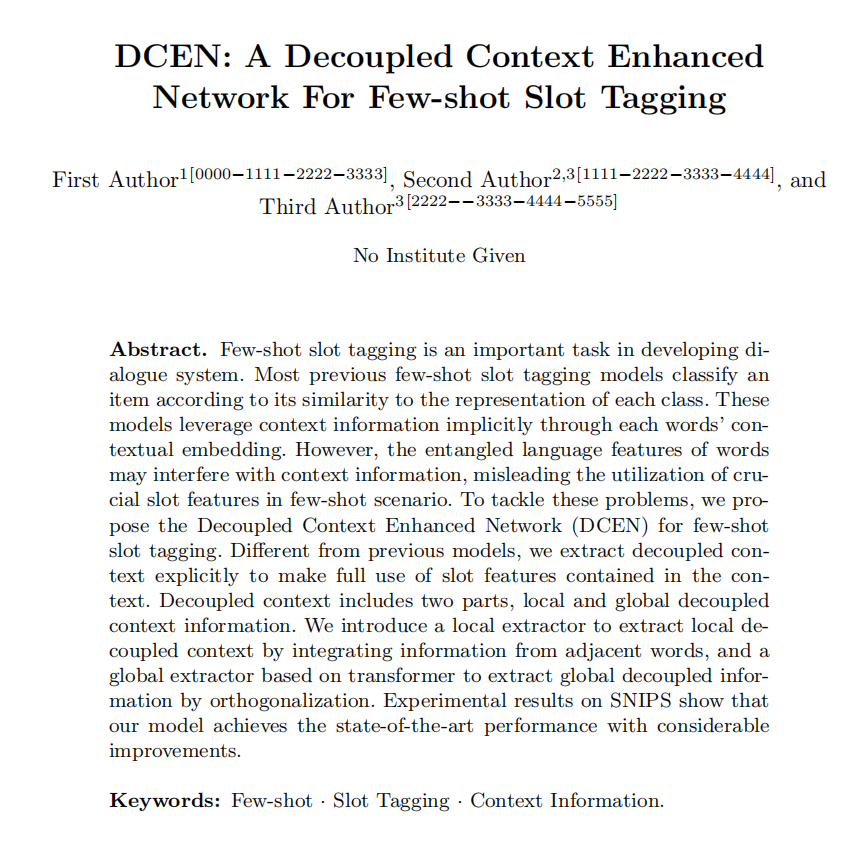 DCEN: A Decoupled Context Enhanced
Network For Few-shot Slot Tagging
First Author1[0000−1111−2222−3333], Second Author2,3[1111−2222−3333−4444], and
Third Author3[2222−−3333−4444−5555]
No Institute Given
Abstract. Few-shot slot tagging is an important task in developing di-
alogue system. Most previous few-shot slot tagging models classify an
item according to its similarity to the representation of each class. These
models leverage context information implicitly through each words' con-
textual embedding. However, the entangled language features of words
may interfere with context information, misleading the utilization of cru-
cial slot features in few-shot scenario. To tackle these problems, we pro-
pose the Decoupled Context Enhanced Network (DCEN) for few-shot
slot tagging. Different from previous models, we extract decoupled con-
text explicitly to make full use of slot features contained in the con-
text. Decoupled context includes two parts, local and global decoupled
context information. We introduce a local extractor to extract local de-
coupled context by integrating information from adjacent words, and a
global extractor based on transformer to extract global decoupled infor-
mation by orthogonalization. Experimental results on SNIPS show that
our model achieves the state-of-the-art performance with considerable
improvements.
Keywords: Few-shot · Slot Tagging · Context Information.